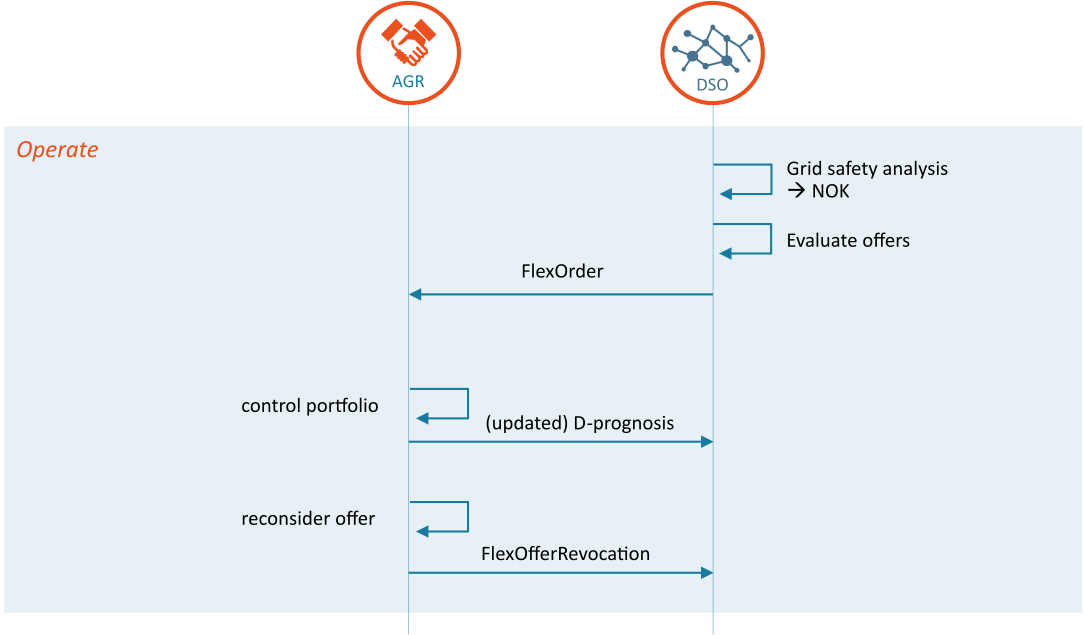 AGR
DSO
Operate
Grid safety analysis
→ NOK
Evaluate offers
FlexOrder
control portfolio
(updated) D-prognosis
reconsider offer
FlexOfferRevocation